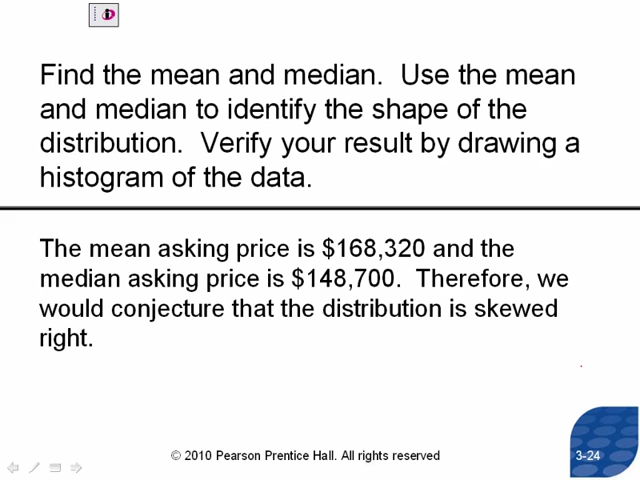 Find the mean and median.  Use the mean
and median to identify the shape of the
distribution.  Verify your result by drawing a
histogram of the data.
The mean asking price is $168,320 and the
median asking price is $148,700.  Therefore, we
would conjecture that the distribution is skewed
right.
© 2010 Pearson Prentice Hall. All rights reserved
3-24